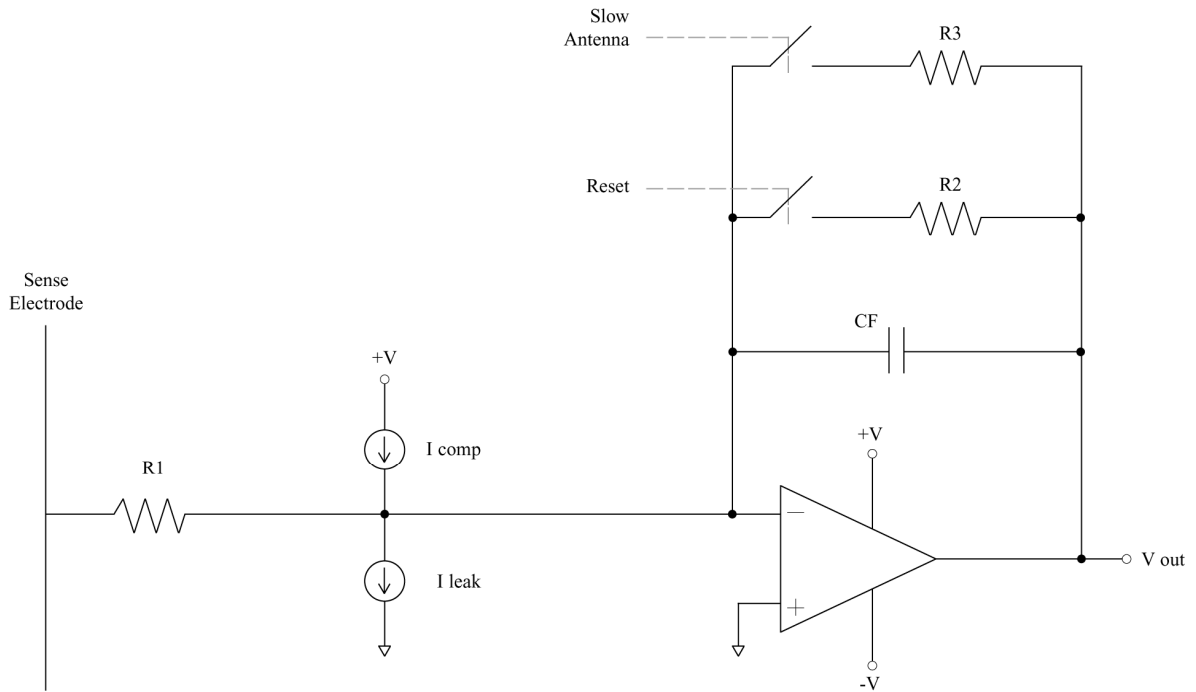 Slow
Antenna
R3
Reset
R2
Sense
Electrode
CF
+V
+V
I comp
R1
−
V out
I leak
+
-V